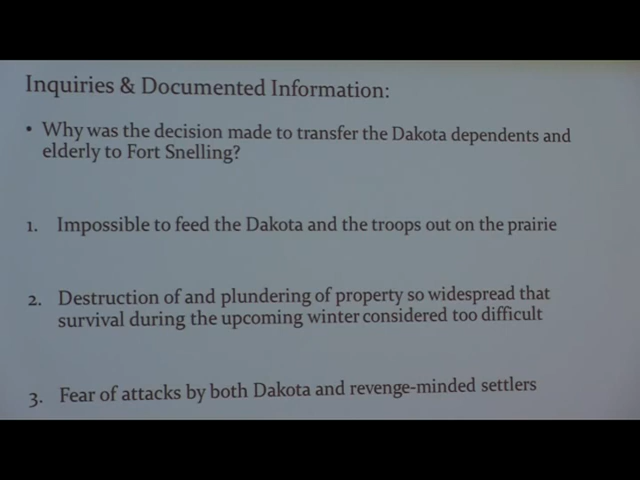 Inquiries & Documented Information:
• Why was the decision made to transfer the Dakota dependents and
elderly to Fort Snelling?
1. Impossible to feed the Dakota and the troops out on the prairie
2. Destruction of and plundering of property so widespread that
survival during the upcoming winter considered too difficult
3. Fear of attacks by both Dakota and revenge-minded settlers